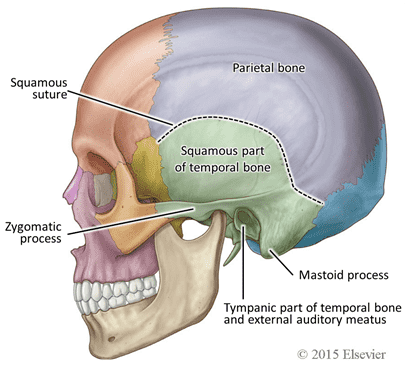 Parietal bone
Squamous
suture
Squamous part
of temporal bone
Zygomatic
process
Mastoid process
Tympanic part of temporal bone
and external auditory meatus
© 2015 Elsevier